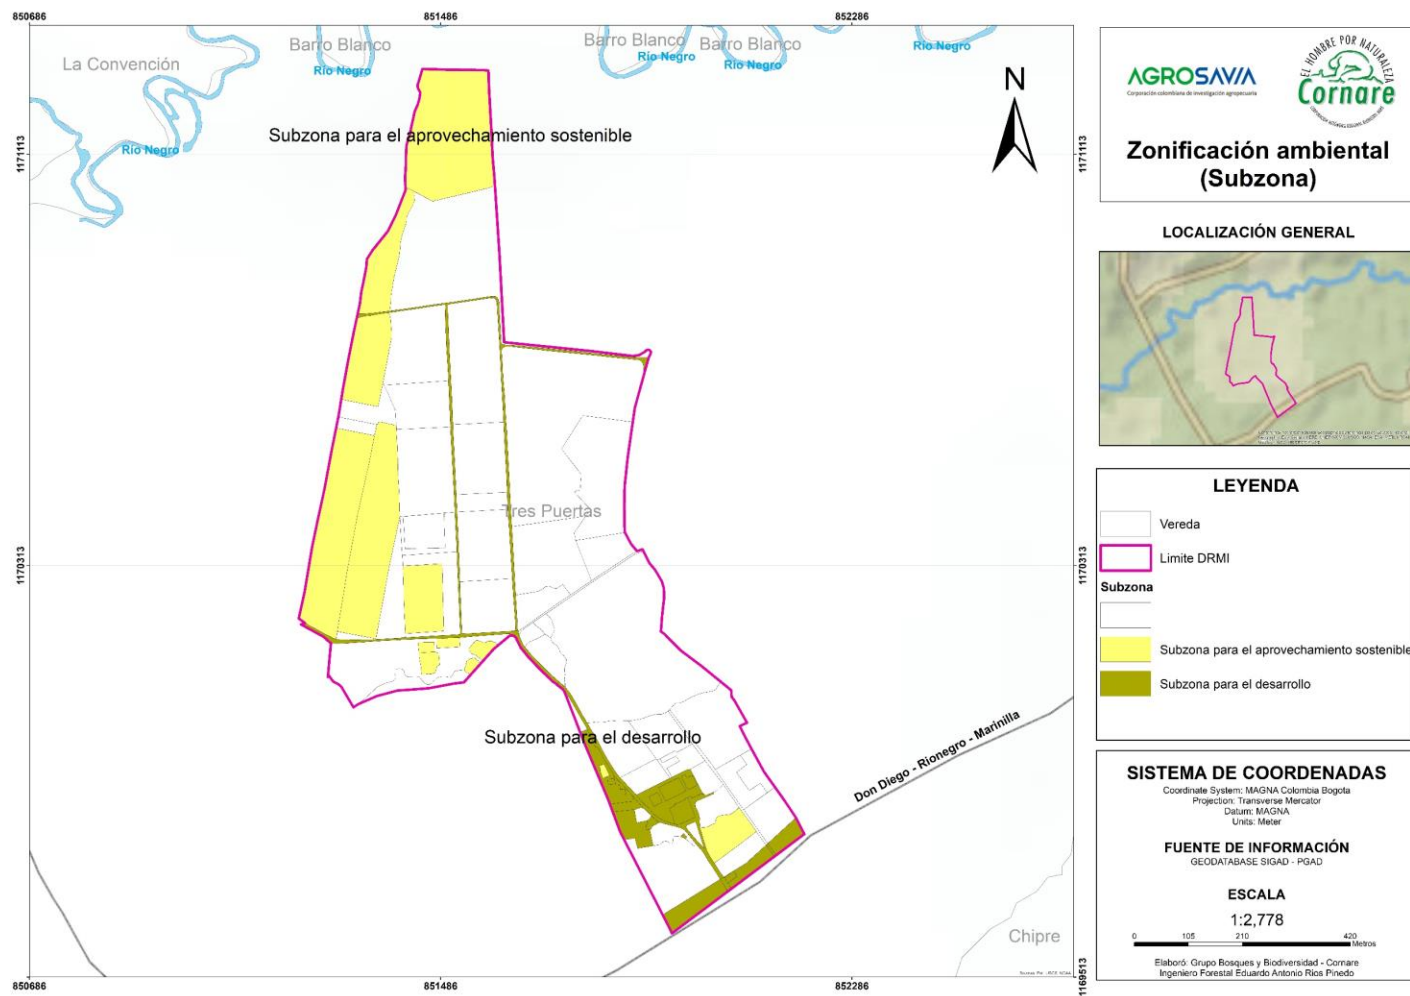 850686
851486
852286
La Convención
Barro Blanco
Río Negro
Barro Blanco
Río Negro
Barro Blanco
Río Negro
Río Negro
Río Negro
Subzona para el aprovechamiento sostenible
N
1171113
1171113
Tres Puertas
1170313
1170313
Subzona para el desarrollo
Don Diego - Rionegro - Marinilla
Chipre
1169513
850686
851486
852286
AGROSAVIA
Corporación colombiana de investigación agropecuaria
EL HOMBRE POR NATURALEZA
Cornare
Zonificación ambiental
(Subzona)
LOCALIZACIÓN GENERAL
LEYENDA
Vereda
Limite DRMI
Subzona
Subzona para el aprovechamiento sostenible
Subzona para el desarrollo
SISTEMA DE COORDENADAS
Coordinate System: MAGNA Colombia Bogota
Projection: Transverse Mercator
Datum: MAGNA
Units: Meter
FUENTE DE INFORMACIÓN
GEODATABASE SIGAD - PGAD
ESCALA
1:2,778
0 105 210 420
Metros
Elaboró: Grupo Bosques y Biodiversidad - Cornare
Ingeniero Forestal Eduardo Antonio Rios Pinedo